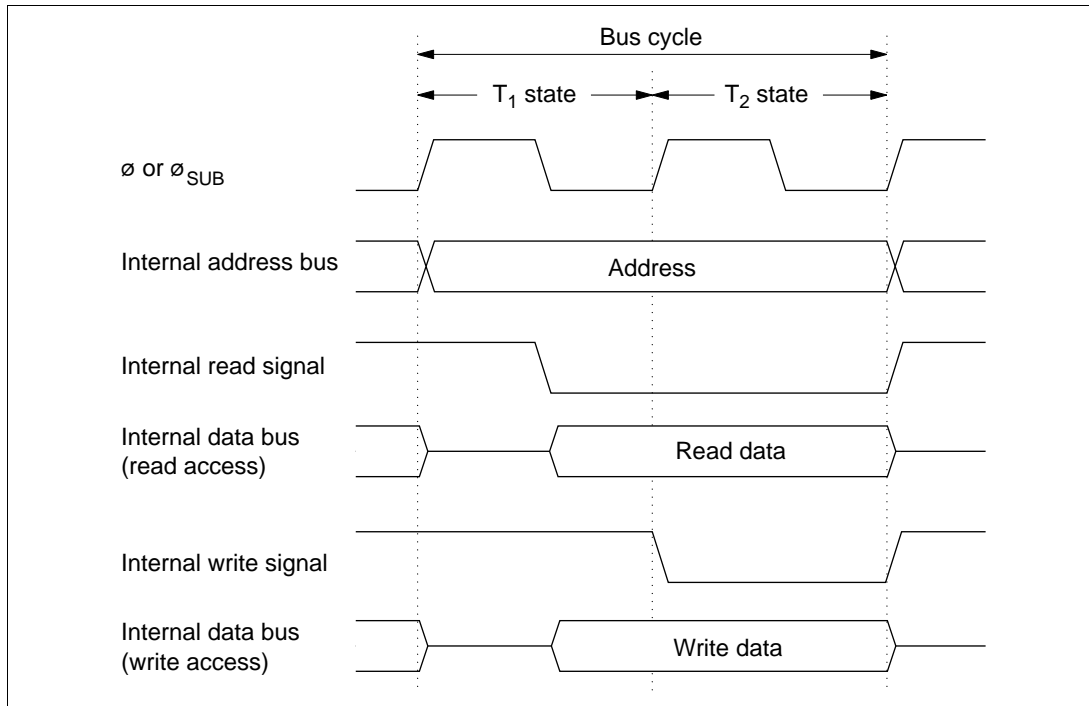 Bus cycle
T₁ state
T₂ state
ø or øSUB
Internal address bus
Address
Internal read signal
Internal data bus
(read access)
Read data
Internal write signal
Internal data bus
(write access)
Write data